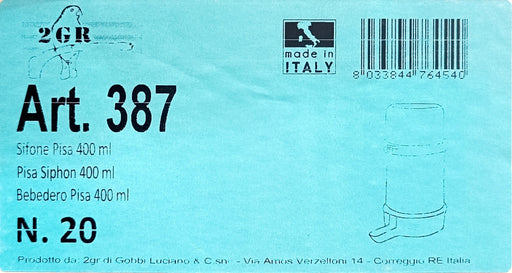 2GR
made in
ITALY
8 033844 764540
Art. 387
Sifone Pisa 400 ml
Pisa Siphon 400 ml
Bebedero Pisa 400 ml
N. 20
Prodotto da: 2gr di Gobbi Luciano & C.snc - Via Amos Verzelloni 14 - Correggio RE Italia